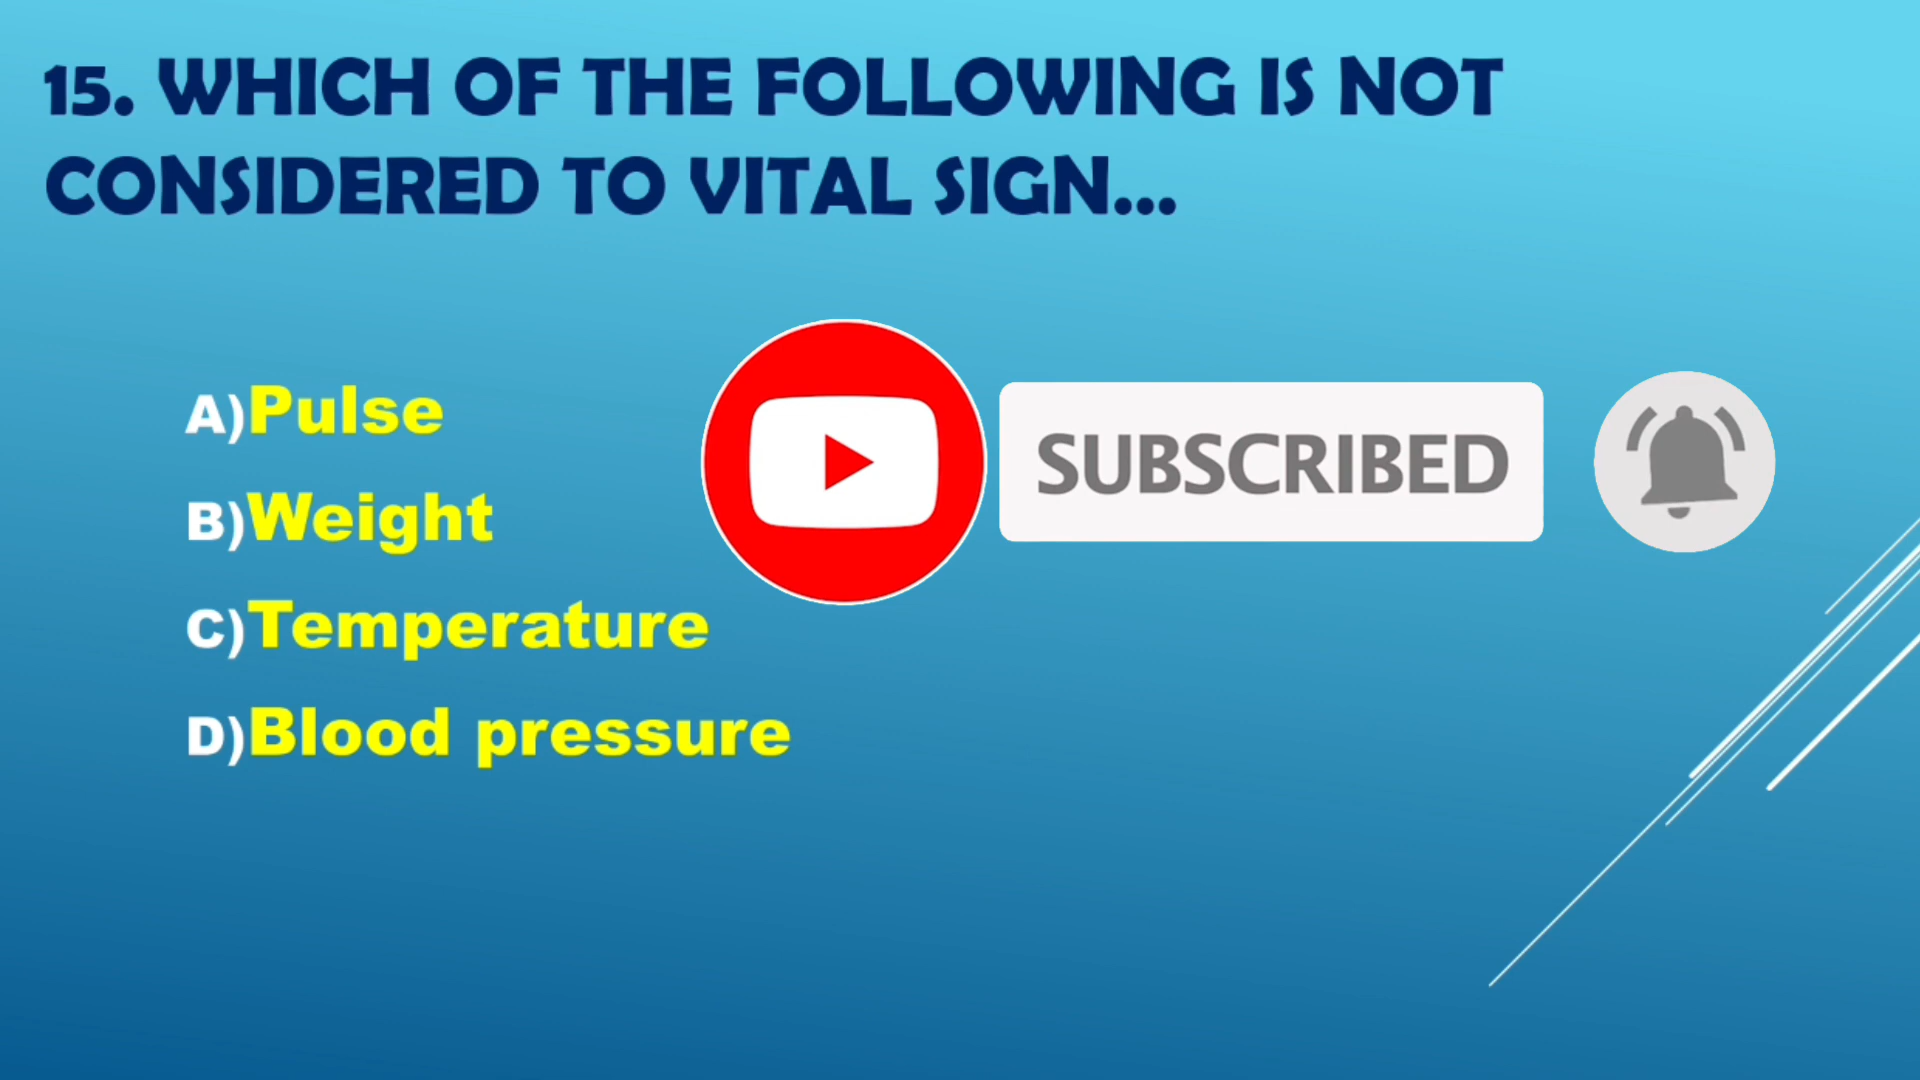 15. WHICH OF THE FOLLOWING IS NOT
CONSIDERED TO VITAL SIGN...
A)Pulse
B)Weight
C)Temperature
D)Blood pressure
SUBSCRIBED